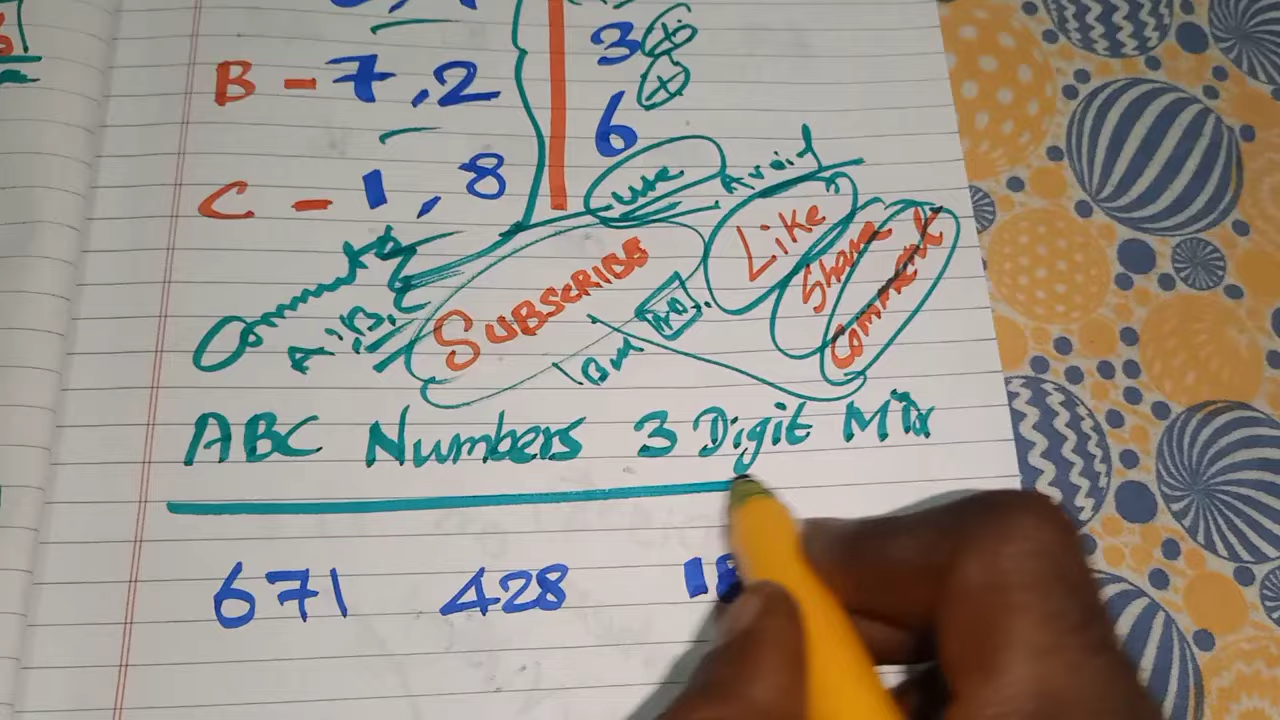 3
B - 7, 2
6
C - 1, 8
Use
Avoid
Like
Share
Comment
SUBSCRIBE
A, B, C
But
ABC Numbers 3 Digit Mix
671 428 18